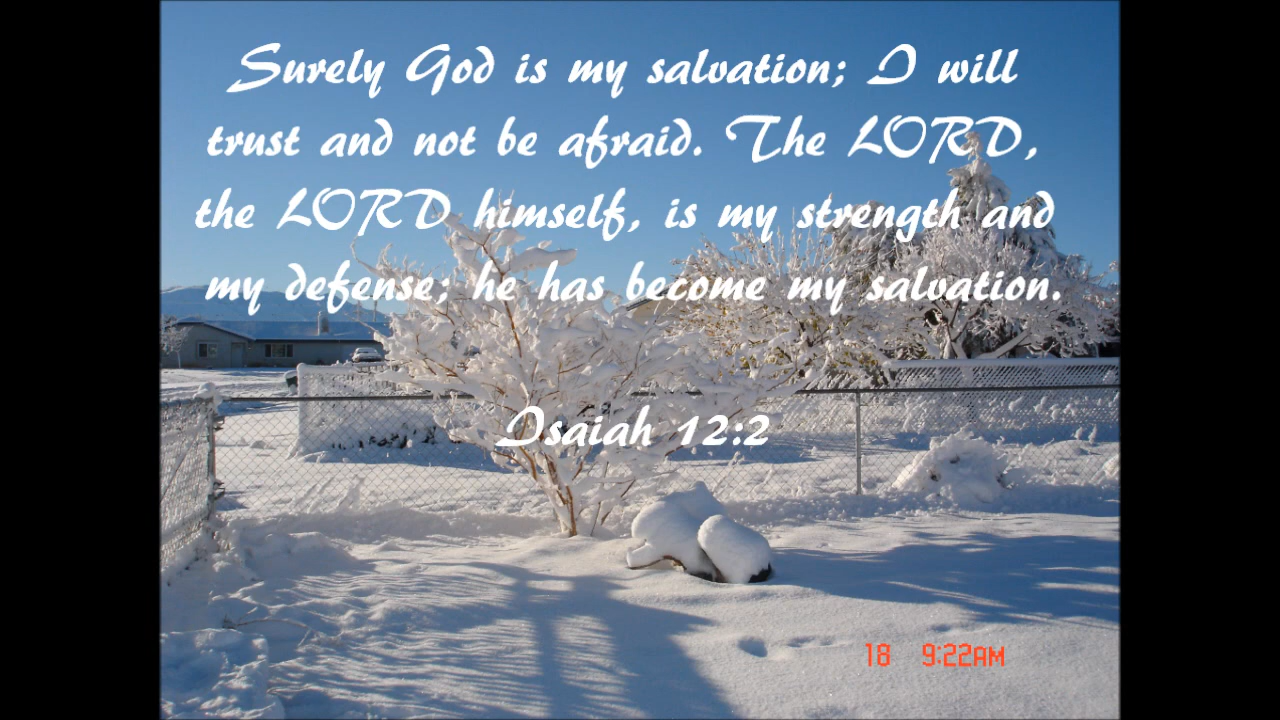 Surely God is my salvation; I will
trust and not be afraid. The LORD,
the LORD himself, is my strength and
my defense; he has become my salvation.
Isaiah 12:2
18 9:22AM